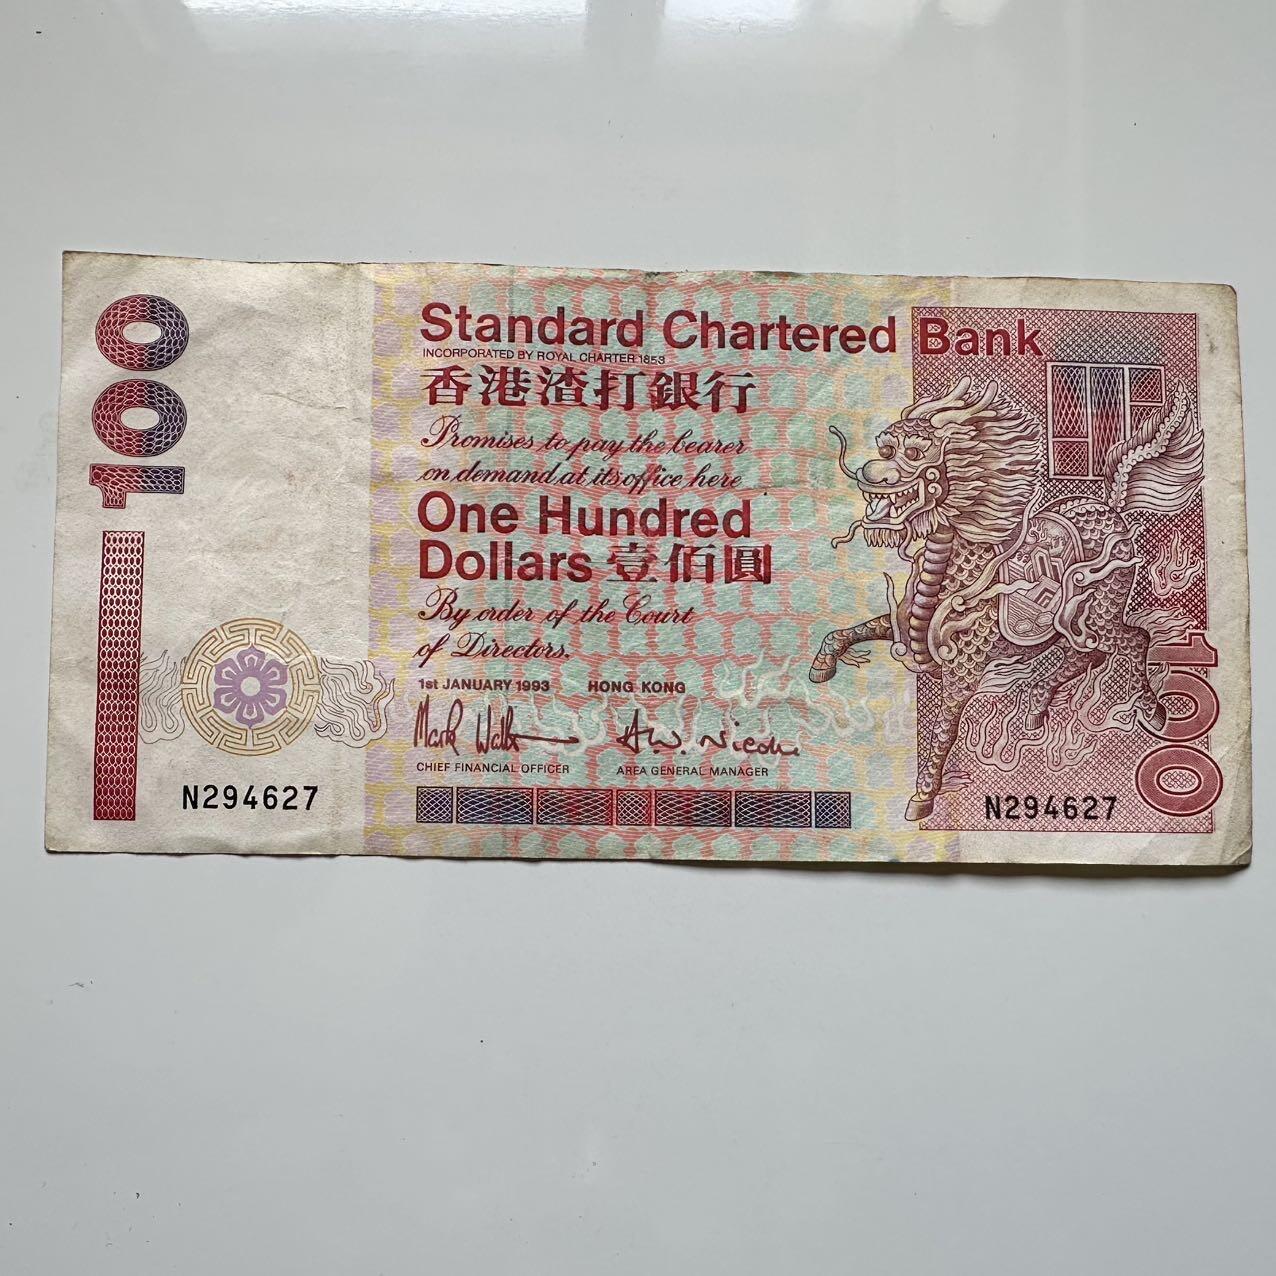 100
Standard Chartered Bank
INCORPORATED BY ROYAL CHARTER 1853
香港渣打銀行
Promises to pay the bearer
on demand at its office here
One Hundred
Dollars 壹佰圓
By order of the Court
of Directors.
1st JANUARY 1993 HONG KONG
CHIEF FINANCIAL OFFICER AREA GENERAL MANAGER
N294627
N294627
100